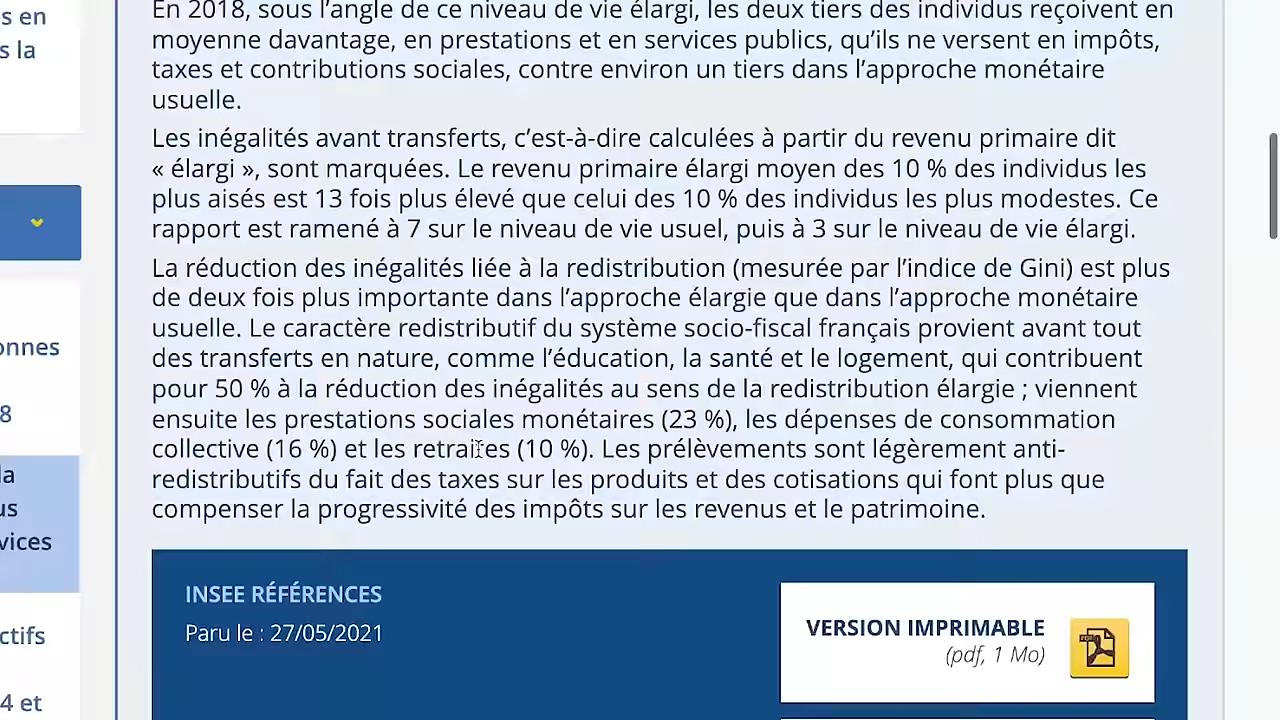 s en
s la
onnes
8
la
us
vices
ctifs
4 et
En 2018, sous l’angle de ce niveau de vie élargi, les deux tiers des individus reçoivent en
moyenne davantage, en prestations et en services publics, qu’ils ne versent en impôts,
taxes et contributions sociales, contre environ un tiers dans l’approche monétaire
usuelle.
Les inégalités avant transferts, c’est-à-dire calculées à partir du revenu primaire dit
« élargi », sont marquées. Le revenu primaire élargi moyen des 10 % des individus les
plus aisés est 13 fois plus élevé que celui des 10 % des individus les plus modestes. Ce
rapport est ramené à 7 sur le niveau de vie usuel, puis à 3 sur le niveau de vie élargi.
La réduction des inégalités liée à la redistribution (mesurée par l’indice de Gini) est plus
de deux fois plus importante dans l’approche élargie que dans l’approche monétaire
usuelle. Le caractère redistributif du système socio-fiscal français provient avant tout
des transferts en nature, comme l’éducation, la santé et le logement, qui contribuent
pour 50 % à la réduction des inégalités au sens de la redistribution élargie ; viennent
ensuite les prestations sociales monétaires (23 %), les dépenses de consommation
collective (16 %) et les retraites (10 %). Les prélèvements sont légèrement anti-
redistributifs du fait des taxes sur les produits et des cotisations qui font plus que
compenser la progressivité des impôts sur les revenus et le patrimoine.
INSEE RÉFÉRENCES
Paru le : 27/05/2021
VERSION IMPRIMABLE
(pdf, 1 Mo)